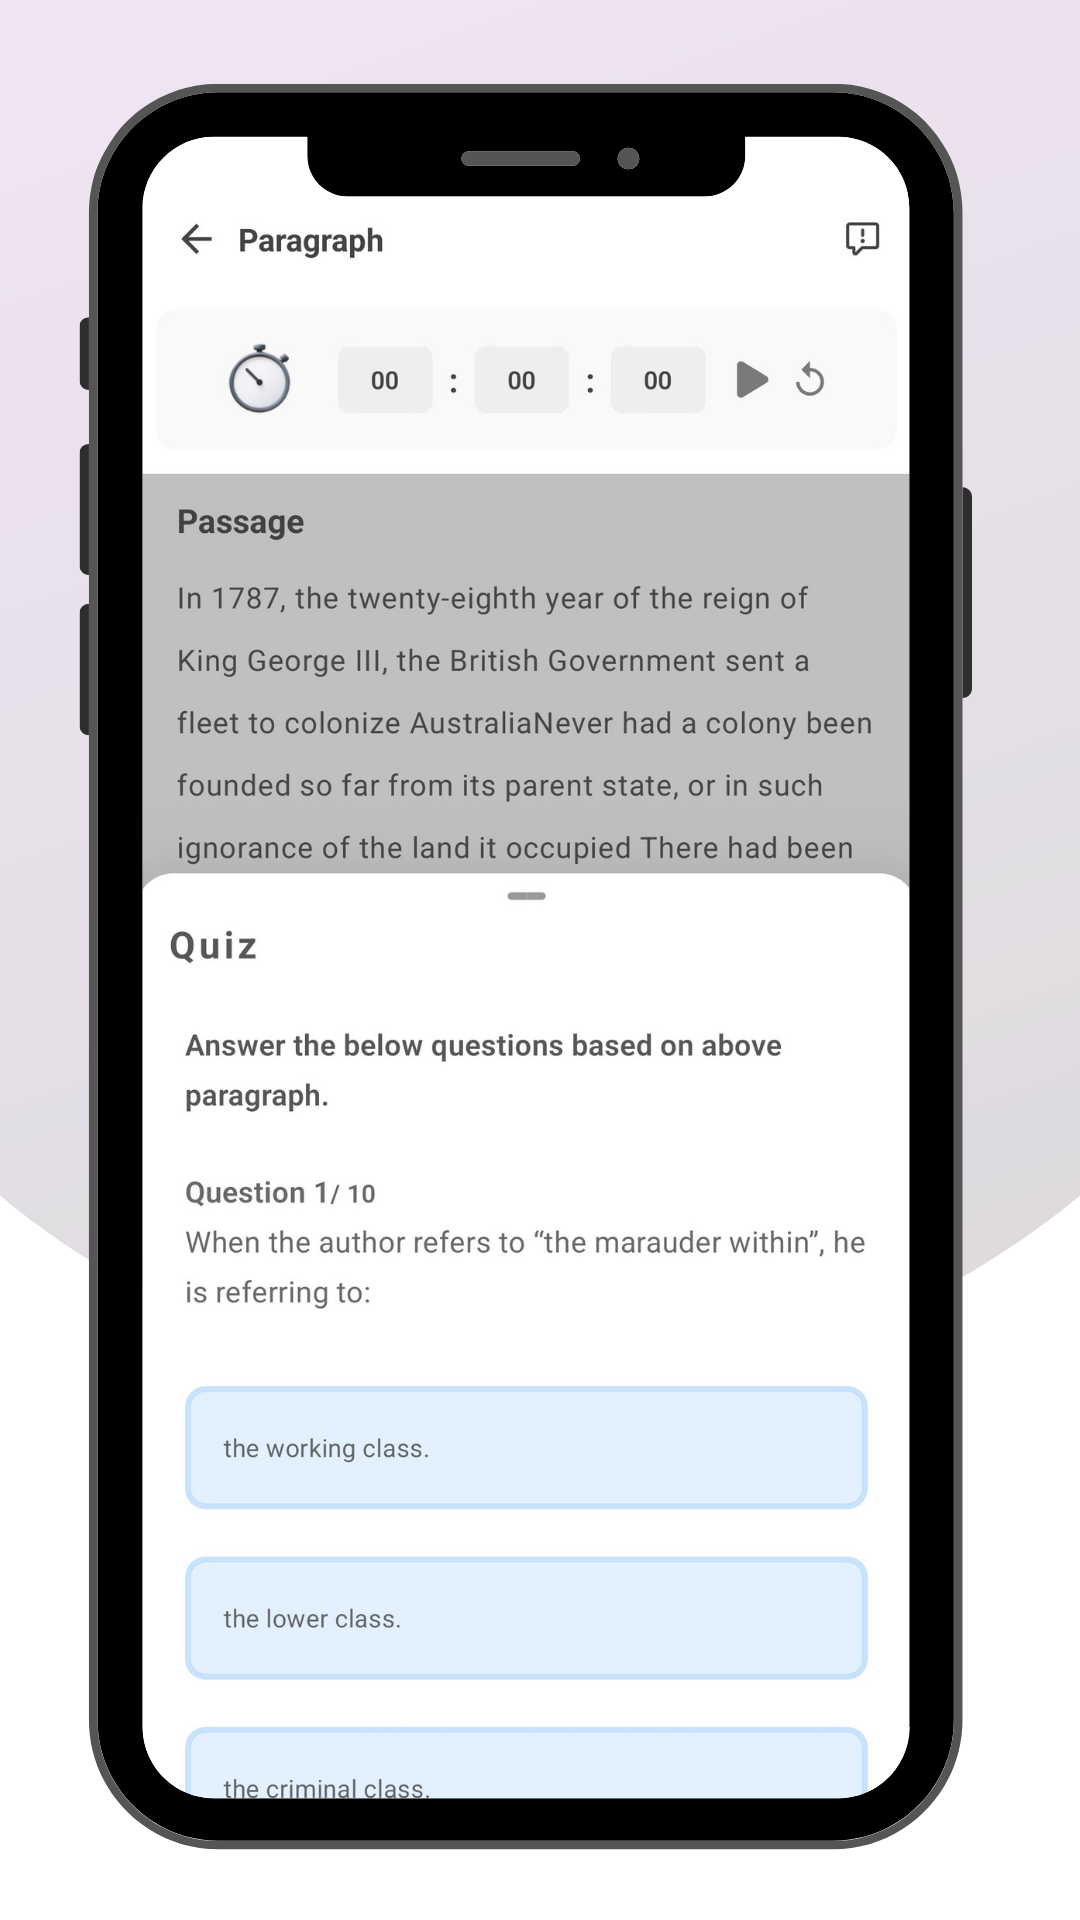 Paragraph
00 : 00 : 00
Passage
In 1787, the twenty-eighth year of the reign of
King George III, the British Government sent a
fleet to colonize AustraliaNever had a colony been
founded so far from its parent state, or in such
ignorance of the land it occupied There had been
Quiz
Answer the below questions based on above
paragraph.
Question 1/ 10
When the author refers to “the marauder within”, he
is referring to:
the working class.
the lower class.
the criminal class.